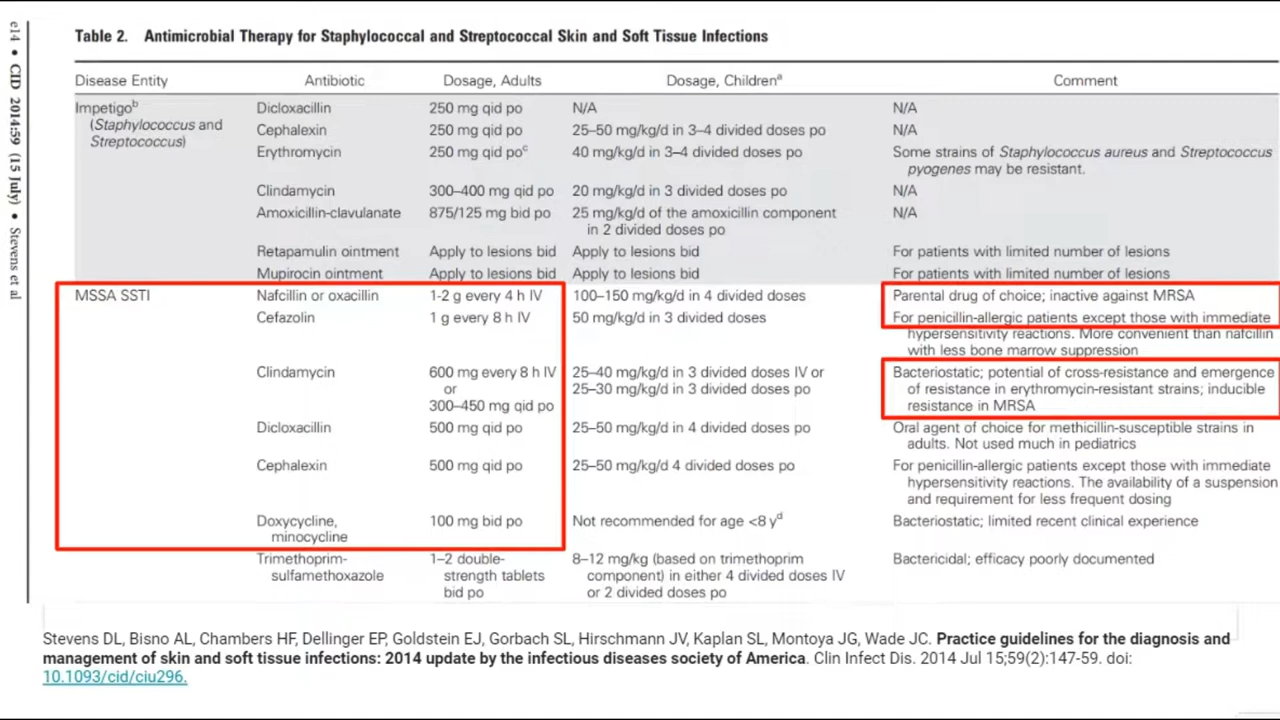 e14 • CID 2014:59 (15 July) • Stevens et al
Table 2. Antimicrobial Therapy for Staphylococcal and Streptococcal Skin and Soft Tissue Infections
Disease Entity Antibiotic Dosage, Adults Dosage, Childrenᵃ Comment
Impetigoᵇ Dicloxacillin 250 mg qid po N/A N/A
(Staphylococcus and Cephalexin 250 mg qid po 25–50 mg/kg/d in 3–4 divided doses po N/A
Streptococcus) Erythromycin 250 mg qid poᶜ 40 mg/kg/d in 3–4 divided doses po Some strains of Staphylococcus aureus and Streptococcus
pyogenes may be resistant.
Clindamycin 300–400 mg qid po 20 mg/kg/d in 3 divided doses po N/A
Amoxicillin-clavulanate 875/125 mg bid po 25 mg/kg/d of the amoxicillin component N/A
in 2 divided doses po
Retapamulin ointment Apply to lesions bid Apply to lesions bid For patients with limited number of lesions
Mupirocin ointment Apply to lesions bid Apply to lesions bid For patients with limited number of lesions
MSSA SSTI Nafcillin or oxacillin 1-2 g every 4 h IV 100–150 mg/kg/d in 4 divided doses Parental drug of choice; inactive against MRSA
Cefazolin 1 g every 8 h IV 50 mg/kg/d in 3 divided doses For penicillin-allergic patients except those with immediate
hypersensitivity reactions. More convenient than nafcillin
with less bone marrow suppression
Clindamycin 600 mg every 8 h IV 25–40 mg/kg/d in 3 divided doses IV or Bacteriostatic; potential of cross-resistance and emergence
or 25–30 mg/kg/d in 3 divided doses po of resistance in erythromycin-resistant strains; inducible
300–450 mg qid po resistance in MRSA
Dicloxacillin 500 mg qid po 25–50 mg/kg/d in 4 divided doses po Oral agent of choice for methicillin-susceptible strains in
adults. Not used much in pediatrics
Cephalexin 500 mg qid po 25–50 mg/kg/d 4 divided doses po For penicillin-allergic patients except those with immediate
hypersensitivity reactions. The availability of a suspension
and requirement for less frequent dosing
Doxycycline, 100 mg bid po Not recommended for age <8 yᵈ Bacteriostatic; limited recent clinical experience
minocycline
Trimethoprim- 1–2 double- 8–12 mg/kg (based on trimethoprim Bactericidal; efficacy poorly documented
sulfamethoxazole strength tablets component) in either 4 divided doses IV
bid po or 2 divided doses po
Stevens DL, Bisno AL, Chambers HF, Dellinger EP, Goldstein EJ, Gorbach SL, Hirschmann JV, Kaplan SL, Montoya JG, Wade JC. Practice guidelines for the diagnosis and
management of skin and soft tissue infections: 2014 update by the infectious diseases society of America. Clin Infect Dis. 2014 Jul 15;59(2):147-59. doi:
10.1093/cid/ciu296.